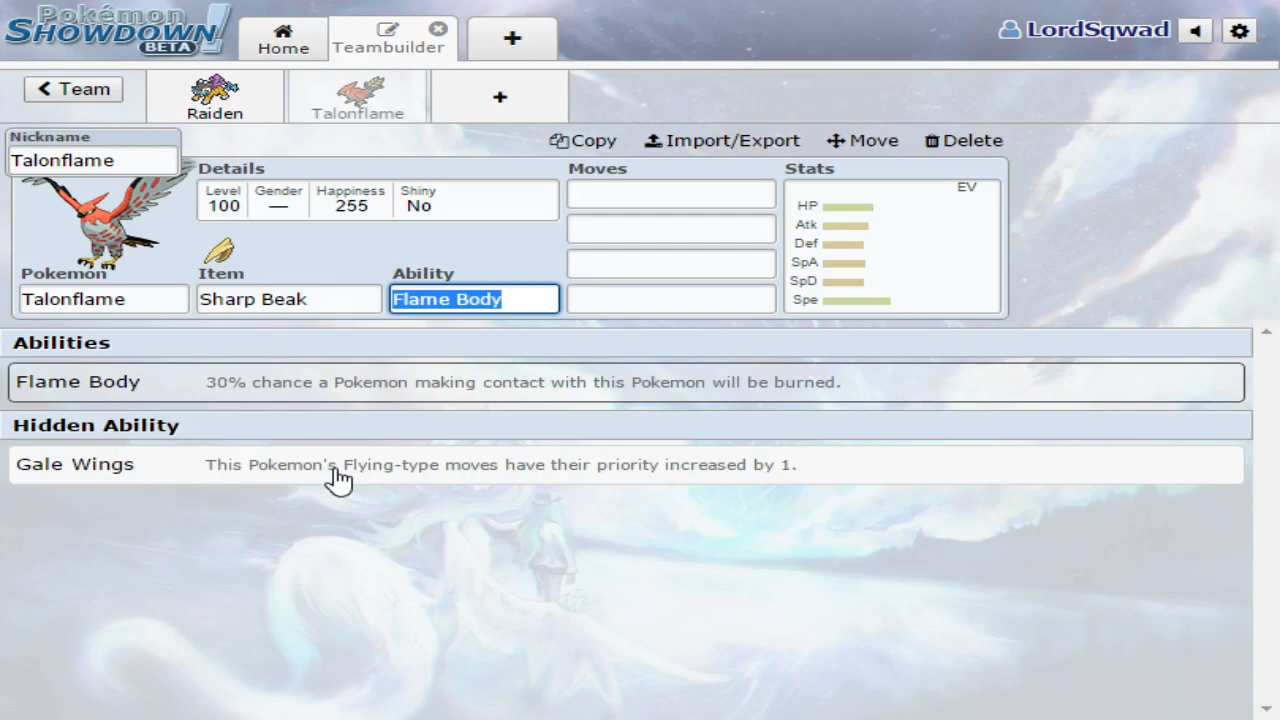 Pokémon
SHOWDOWN!
BETA
Home
Teambuilder
+
LordSqwad
Team
Raiden
Talonflame
+
Nickname
Talonflame
Copy
Import/Export
Move
Delete
Details
Level
100
Gender
—
Happiness
255
Shiny
No
Pokemon
Talonflame
Item
Sharp Beak
Ability
Flame Body
Moves
Stats
EV
HP
Atk
Def
SpA
SpD
Spe
Abilities
Flame Body 30% chance a Pokemon making contact with this Pokemon will be burned.
Hidden Ability
Gale Wings This Pokemon's Flying-type moves have their priority increased by 1.